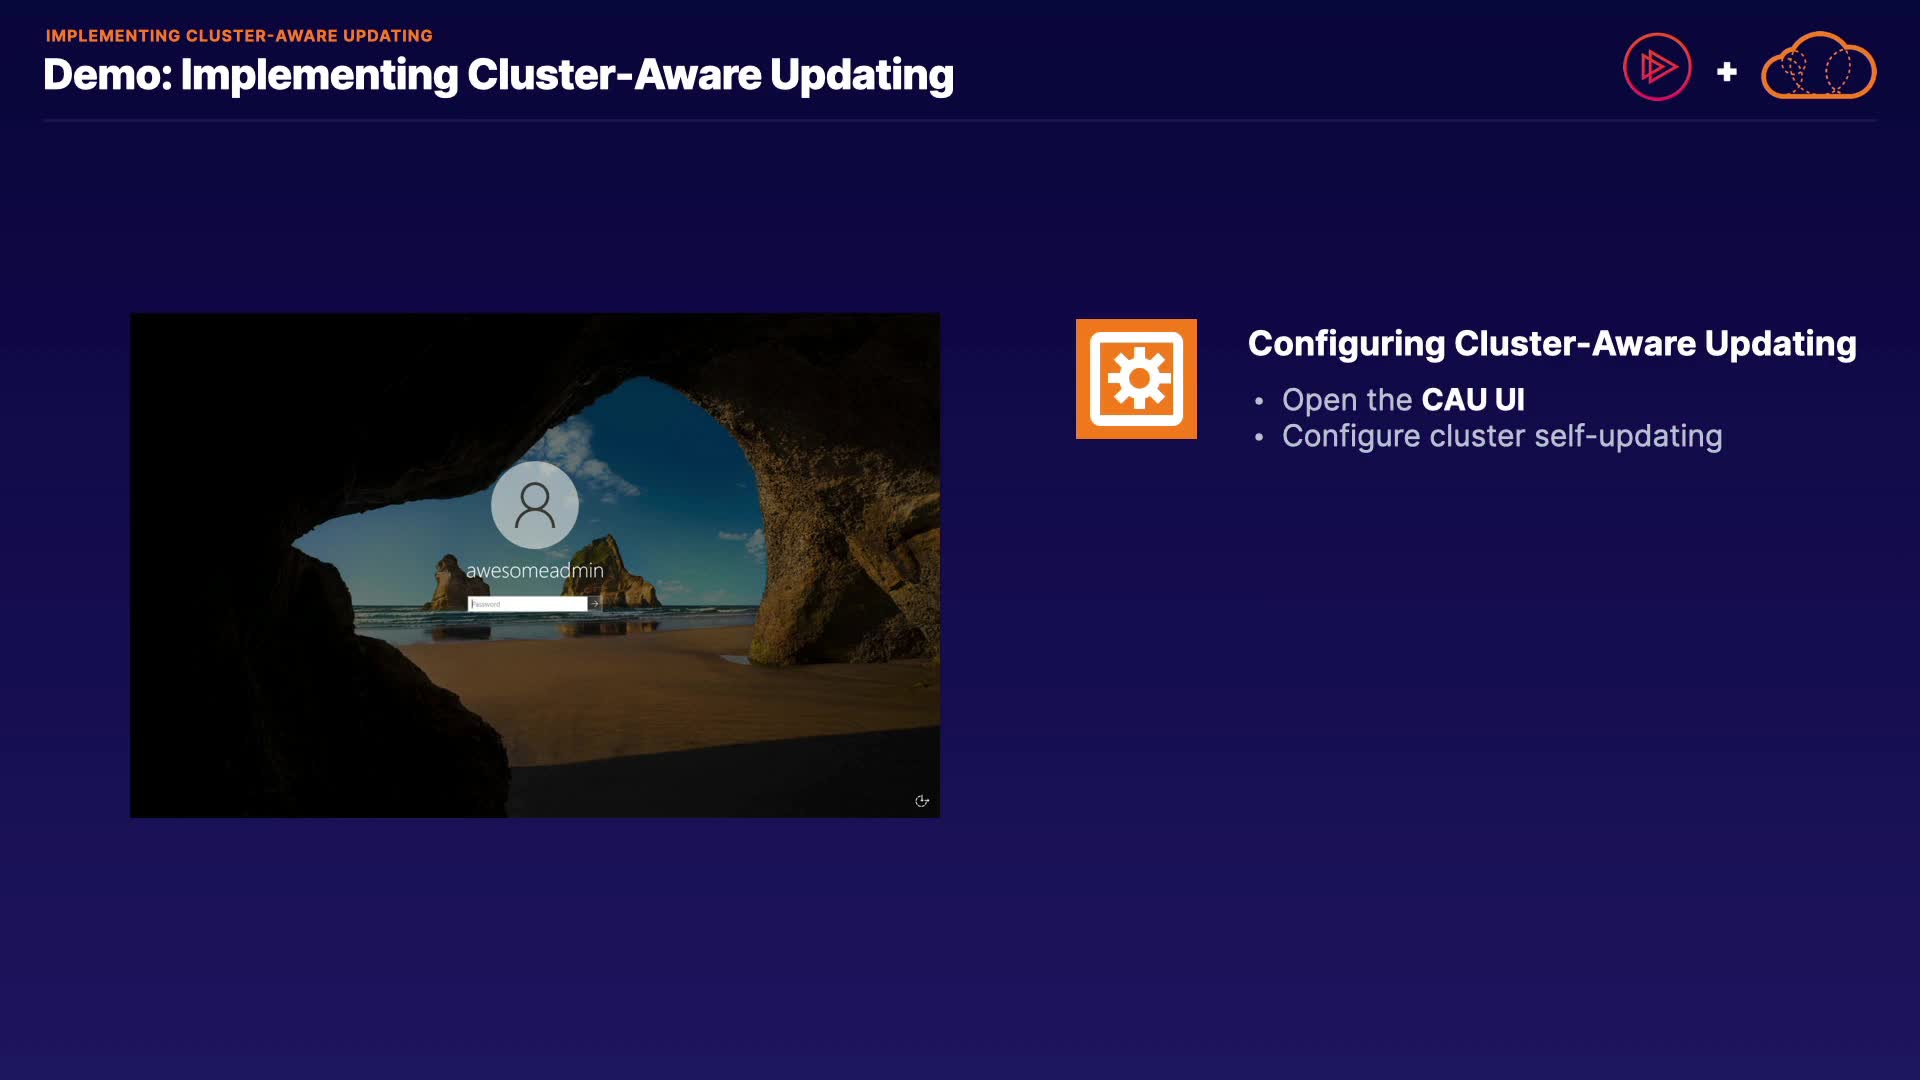 IMPLEMENTING CLUSTER-AWARE UPDATING
Demo: Implementing Cluster-Aware Updating
awesomeadmin
Password
Configuring Cluster-Aware Updating
• Open the CAU UI
• Configure cluster self-updating